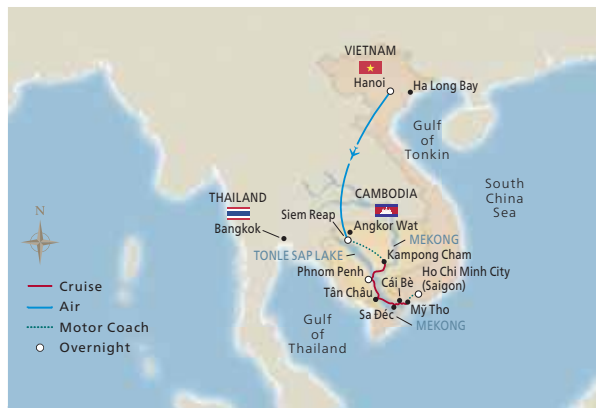 VIETNAM
Hanoi
Ha Long Bay
Gulf
of
Tonkin
South
China
Sea
THAILAND
Bangkok
CAMBODIA
Siem Reap
Angkor Wat
MEKONG
TONLE SAP LAKE
Kampong Cham
Phnom Penh
Ho Chi Minh City
(Saigon)
Cái Bè
Tân Châu
Mỹ Tho
Sa Đéc
MEKONG
Gulf
of
Thailand
N
Cruise
Air
Motor Coach
Overnight